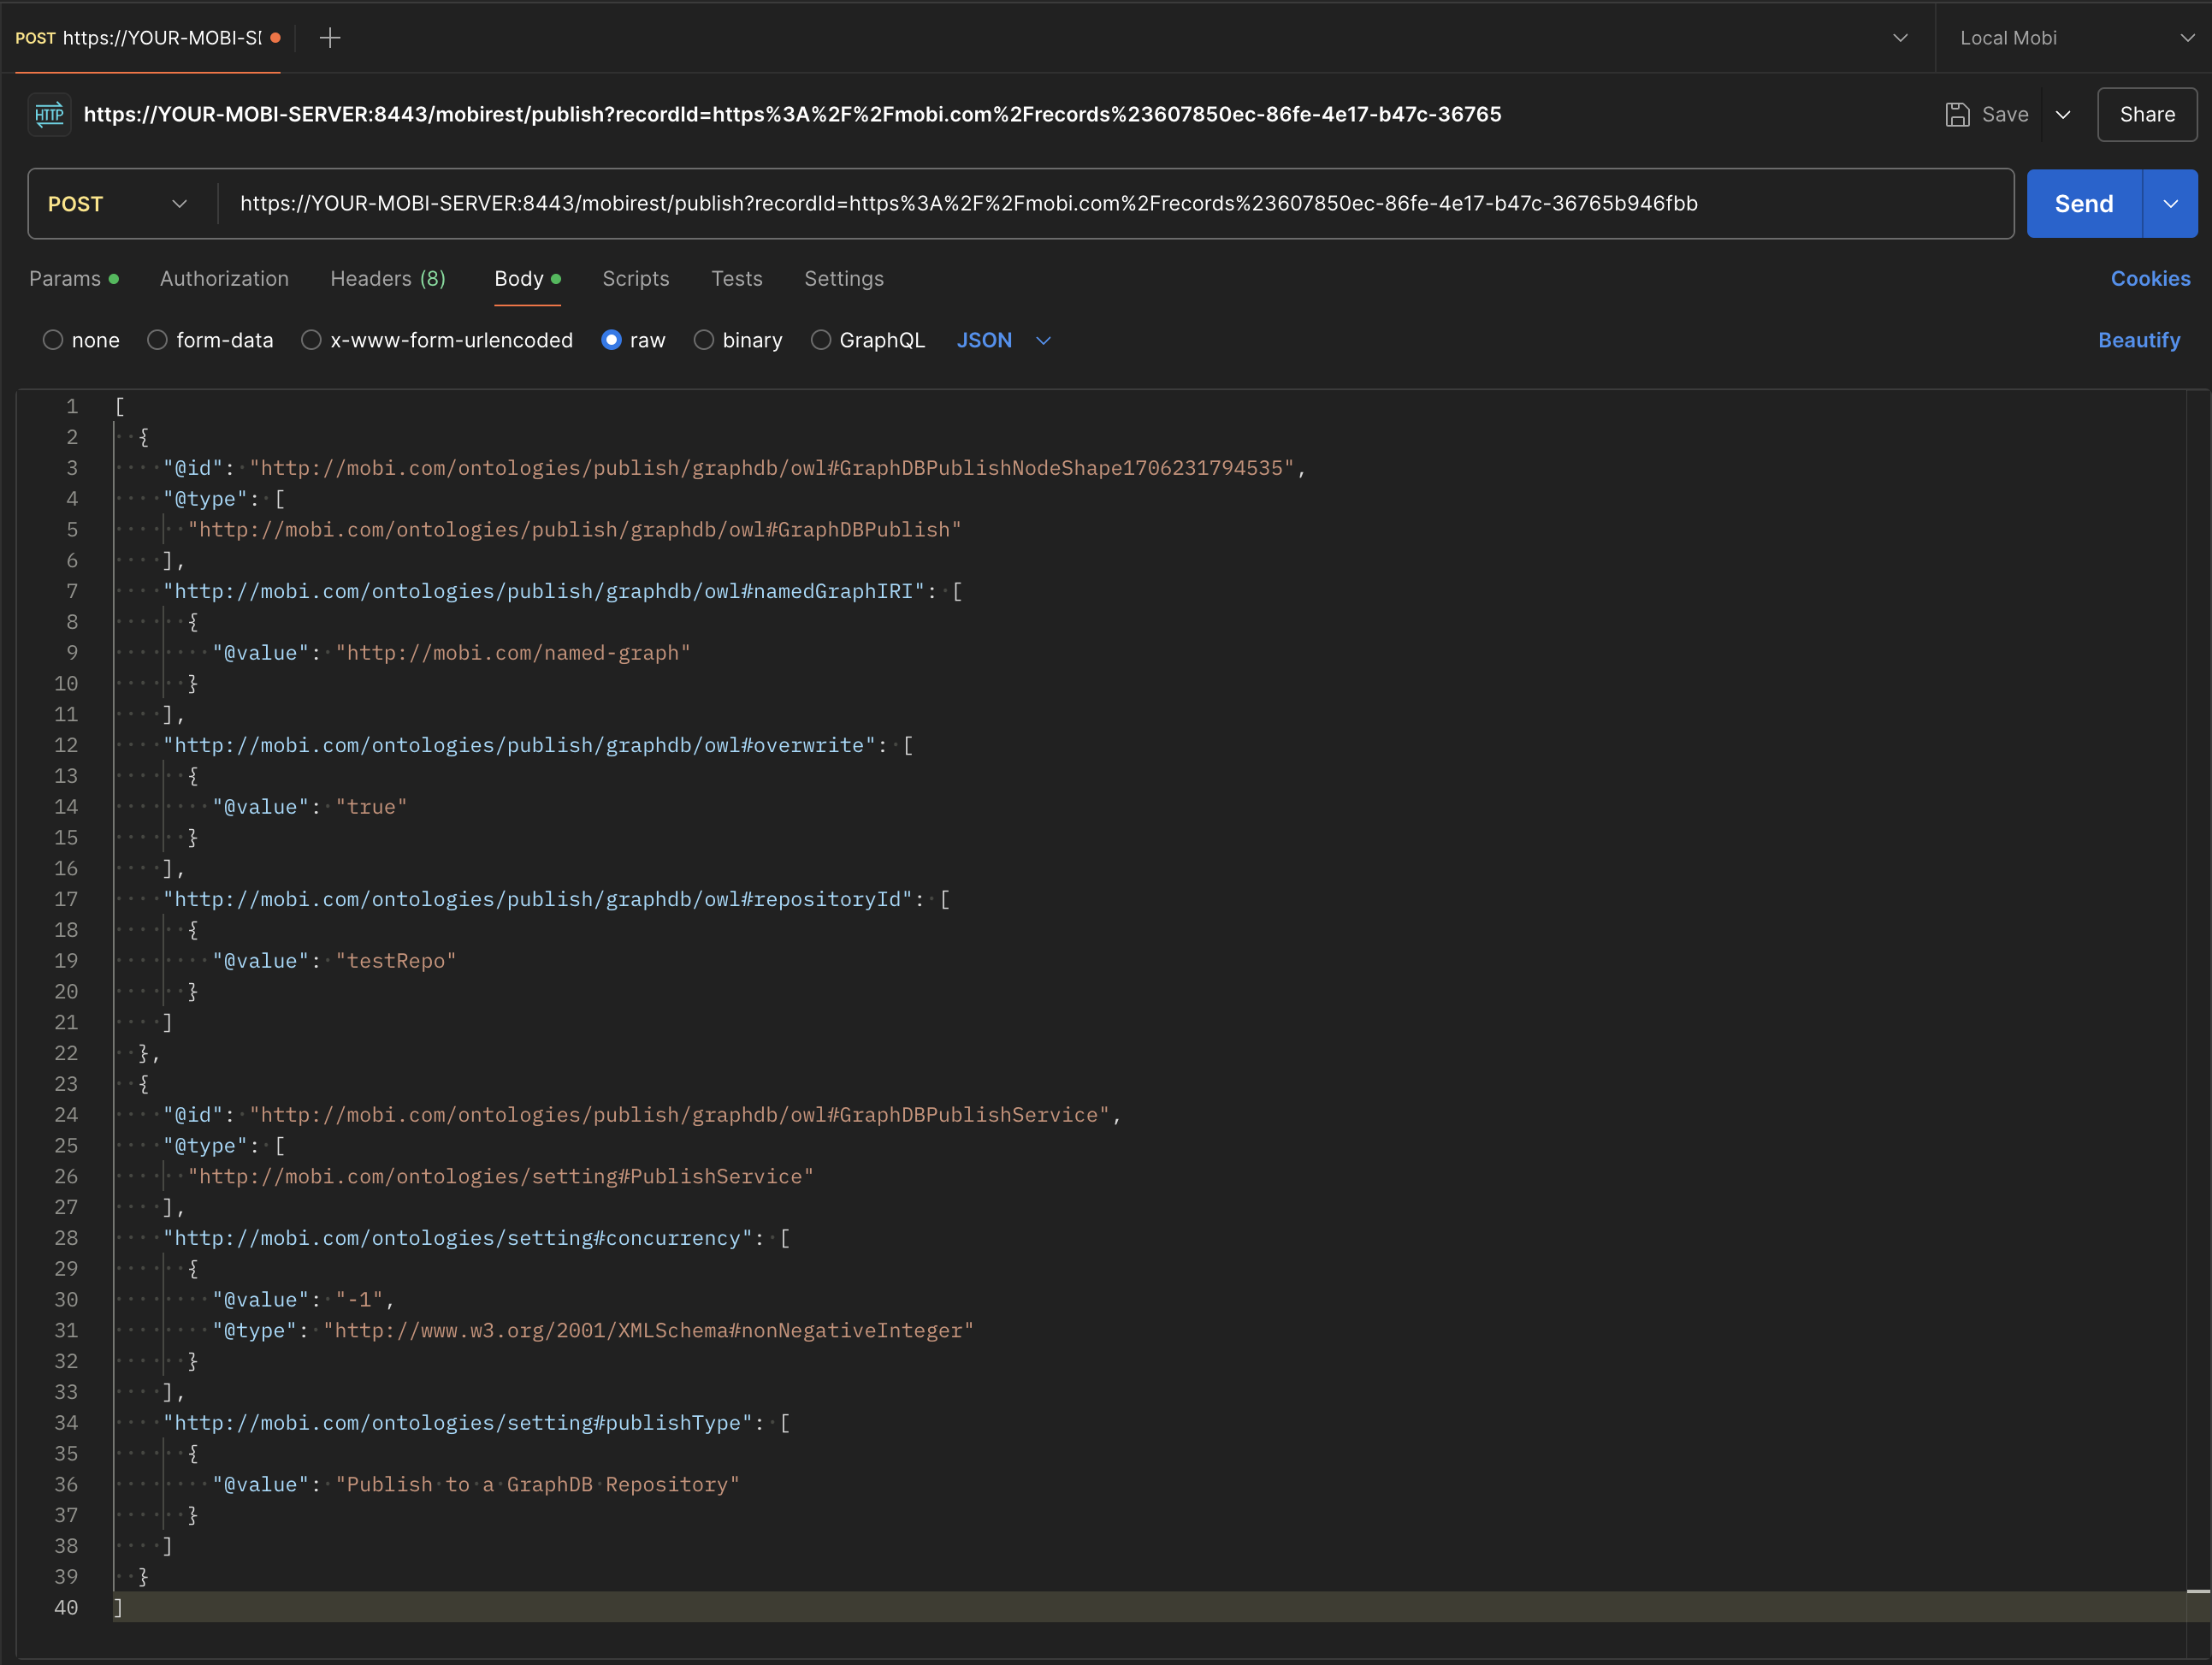 POST https://YOUR-MOBI-SE
Local Mobi
HTTP https://YOUR-MOBI-SERVER:8443/mobirest/publish?recordId=https%3A%2F%2Fmobi.com%2Frecords%23607850ec-86fe-4e17-b47c-36765 Save Share
POST https://YOUR-MOBI-SERVER:8443/mobirest/publish?recordId=https%3A%2F%2Fmobi.com%2Frecords%23607850ec-86fe-4e17-b47c-36765b946fbb Send
Params Authorization Headers (8) Body Scripts Tests Settings Cookies
none form-data x-www-form-urlencoded raw binary GraphQL JSON Beautify
1 [
2 {
3 "@id": "http://mobi.com/ontologies/publish/graphdb/owl#GraphDBPublishNodeShape1706231794535",
4 "@type": [
5 "http://mobi.com/ontologies/publish/graphdb/owl#GraphDBPublish"
6 ],
7 "http://mobi.com/ontologies/publish/graphdb/owl#namedGraphIRI": [
8 {
9 "@value": "http://mobi.com/named-graph"
10 }
11 ],
12 "http://mobi.com/ontologies/publish/graphdb/owl#overwrite": [
13 {
14 "@value": "true"
15 }
16 ],
17 "http://mobi.com/ontologies/publish/graphdb/owl#repositoryId": [
18 {
19 "@value": "testRepo"
20 }
21 ]
22 },
23 {
24 "@id": "http://mobi.com/ontologies/publish/graphdb/owl#GraphDBPublishService",
25 "@type": [
26 "http://mobi.com/ontologies/setting#PublishService"
27 ],
28 "http://mobi.com/ontologies/setting#concurrency": [
29 {
30 "@value": "-1",
31 "@type": "http://www.w3.org/2001/XMLSchema#nonNegativeInteger"
32 }
33 ],
34 "http://mobi.com/ontologies/setting#publishType": [
35 {
36 "@value": "Publish to a GraphDB Repository"
37 }
38 ]
39 }
40 ]